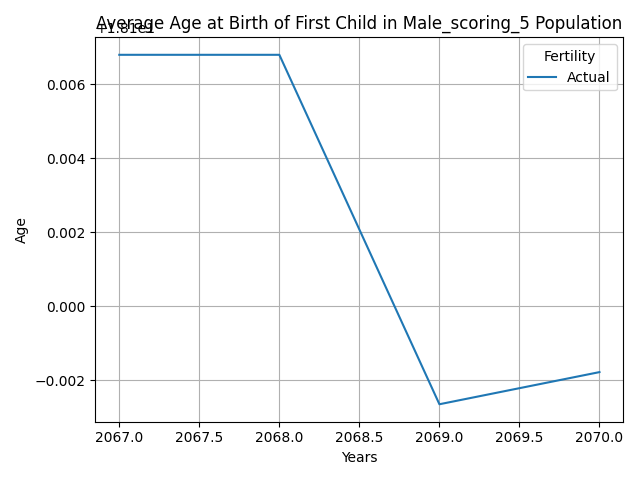 Average Age at Birth of First Child in Male_scoring_5 Population
+1.81e1
Fertility
Actual
0.006
0.004
0.002
0.000
−0.002
Age
2067.0 2067.5 2068.0 2068.5 2069.0 2069.5 2070.0
Years